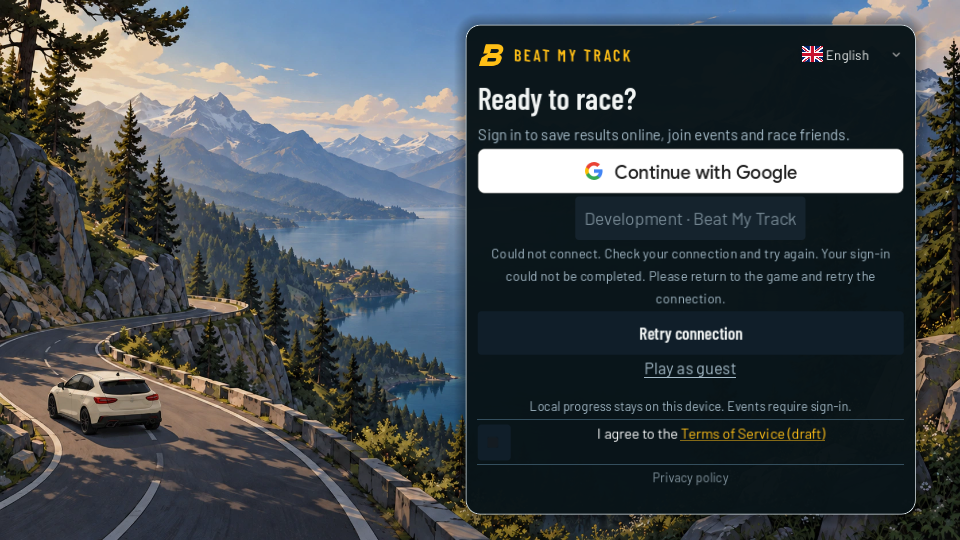 BEAT MY TRACK
English
Ready to race?
Sign in to save results online, join events and race friends.
Continue with Google
Development · Beat My Track
Could not connect. Check your connection and try again. Your sign-in
could not be completed. Please return to the game and retry the
connection.
Retry connection
Play as guest
Local progress stays on this device. Events require sign-in.
I agree to the Terms of Service (draft)
Privacy policy